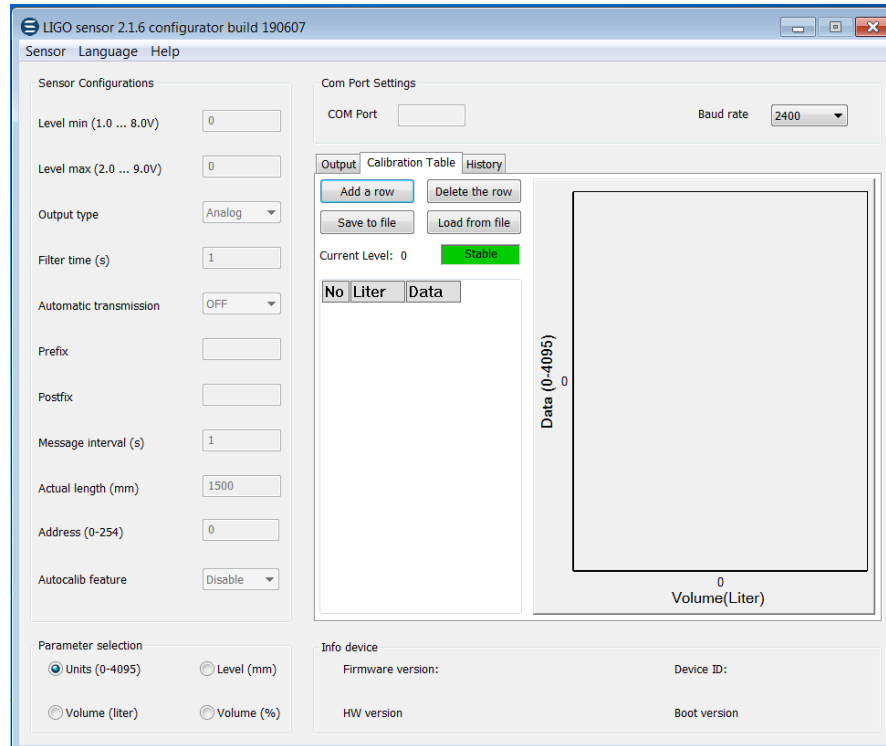 LIGO sensor 2.1.6 configurator build 190607
Sensor Language Help
Sensor Configurations
Level min (1.0 ... 8.0V) 0
Level max (2.0 ... 9.0V) 0
Output type Analog
Filter time (s) 1
Automatic transmission OFF
Prefix
Postfix
Message interval (s) 1
Actual length (mm) 1500
Address (0-254) 0
Autocalib feature Disable
Parameter selection
Units (0-4095) Level (mm)
Volume (liter) Volume (%)
Com Port Settings
COM Port Baud rate 2400
Output Calibration Table History
Add a row Delete the row
Save to file Load from file
Current Level: 0 Stable
No Liter Data
Data (0-4095)
0
0
Volume(Liter)
Info device
Firmware version: Device ID:
HW version Boot version